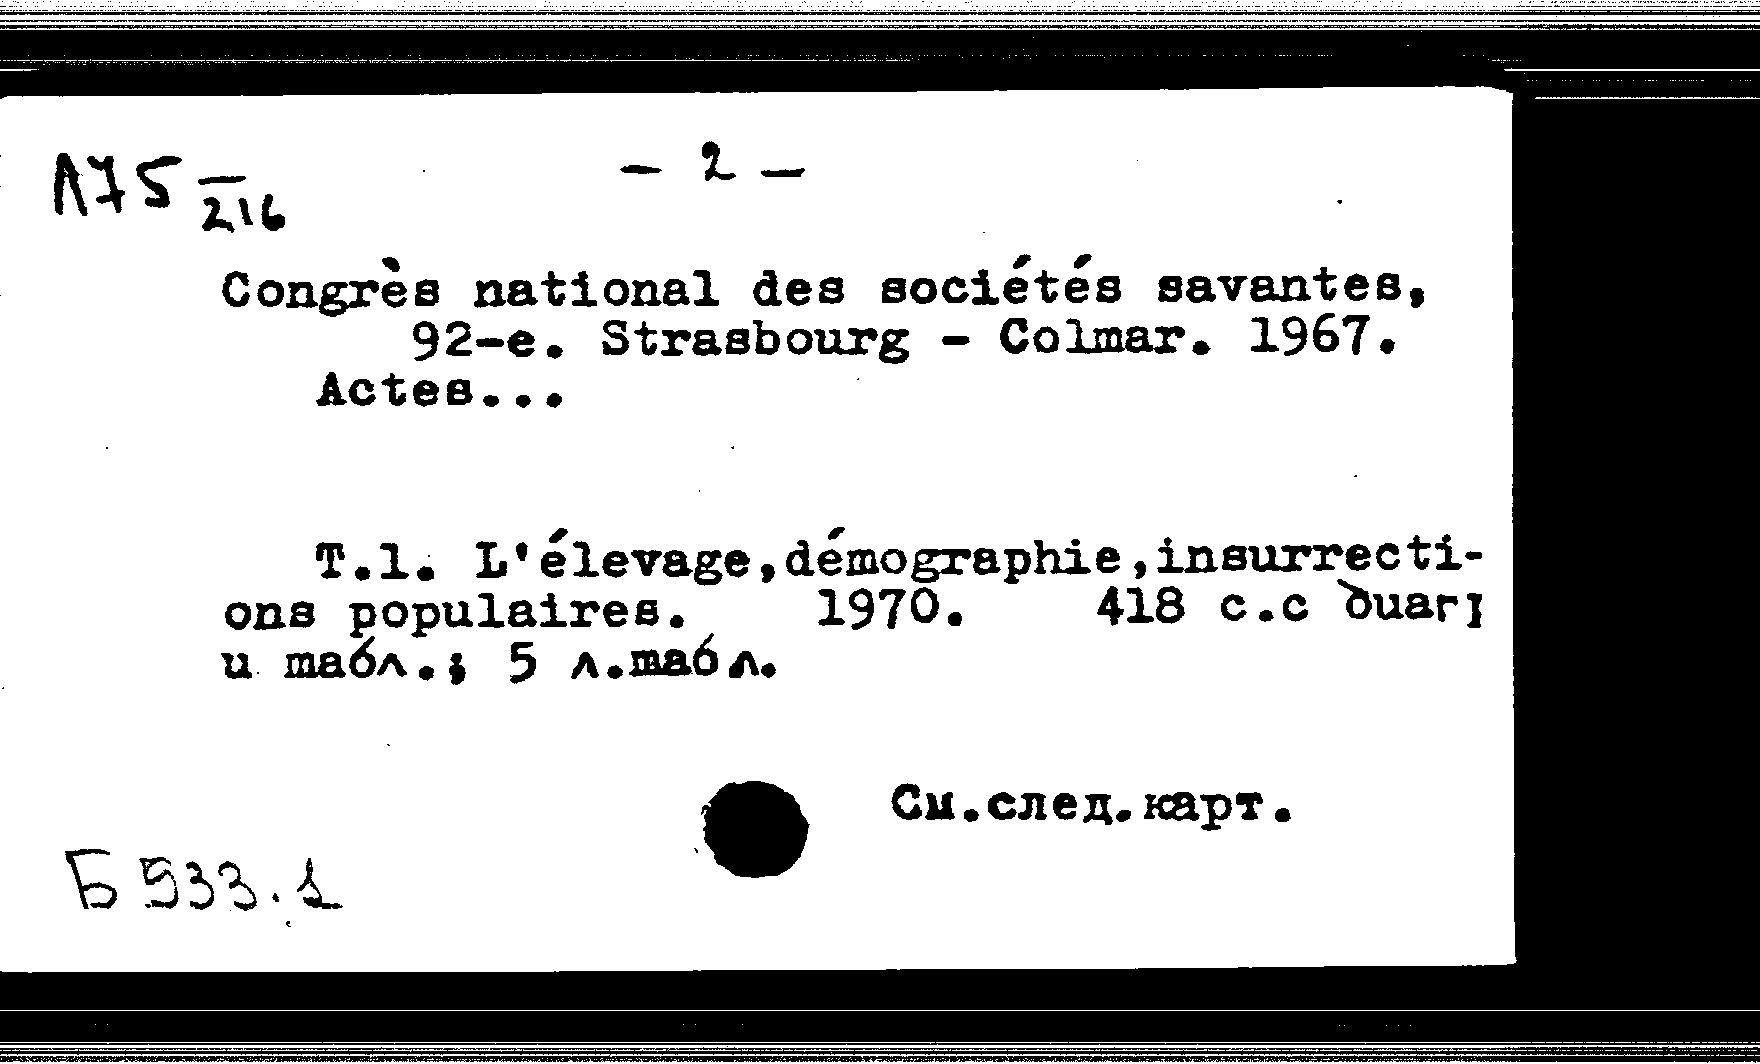 Л75 — 2 —
216
Congrès national des sociétés savantes,
92-e. Strasbourg - Colmar. 1967.
Actes...
T.1. L'élevage,démographie,insurrecti-
ons populaires. 1970. 418 с.с диагр
и табл.; 5 л.табл.
См.след.карт.
Б 533.1